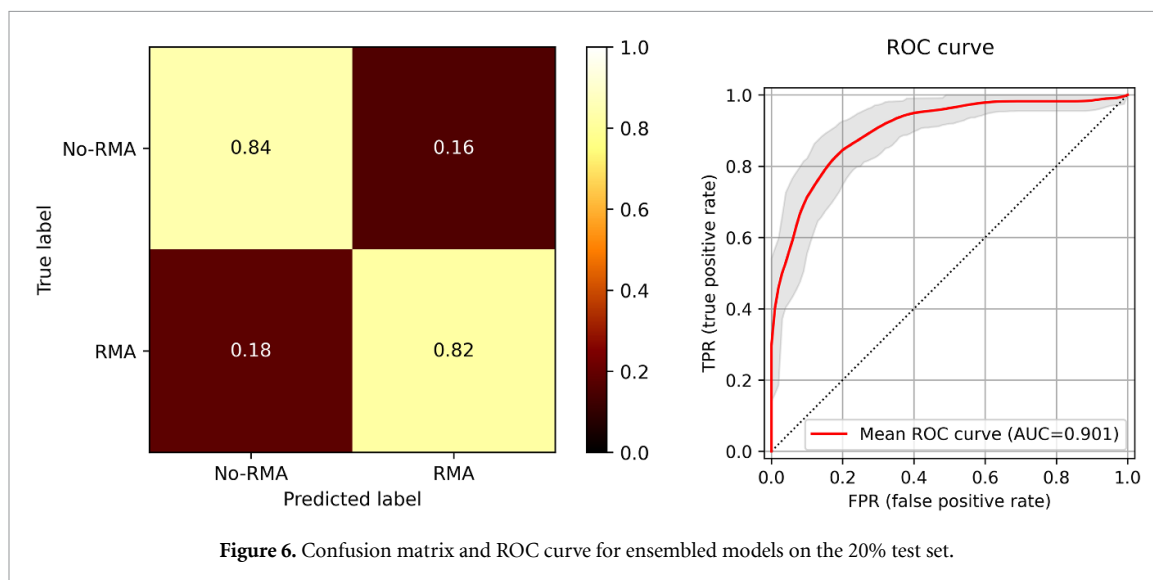 No-RMA
RMA
True label
0.84
0.16
0.18
0.82
No-RMA
RMA
Predicted label
1.0
0.8
0.6
0.4
0.2
0.0
ROC curve
TPR (true positive rate)
1.0
0.8
0.6
0.4
0.2
0.0
Mean ROC curve (AUC=0.901)
0.0
0.2
0.4
0.6
0.8
1.0
FPR (false positive rate)
Figure 6. Confusion matrix and ROC curve for ensembled models on the 20% test set.